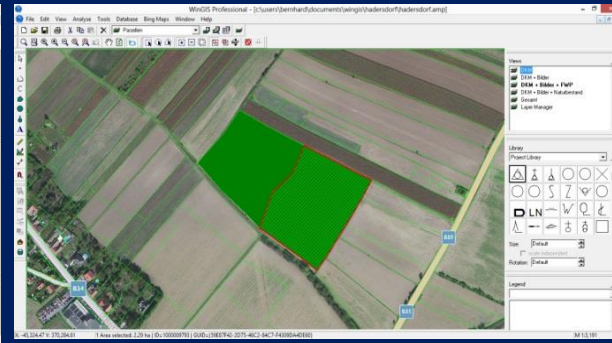 WinGIS Professional - [c:\users\bernhard\documents\wingis\hadersdorf\hadersdorf.amp]
File Edit View Analyse Tools Database Bing Maps Window Help
Parzellen
Views
DKM
DKM + Bilder
DKM + Bilder + FWP
DKM + Bilder + Naturbestand
Gesamt
Layer Manager
Library
Project Library
D LN
Size: Default
scale independent
Rotation: Default
Legend
B34
1 Area selected: 2,29 ha